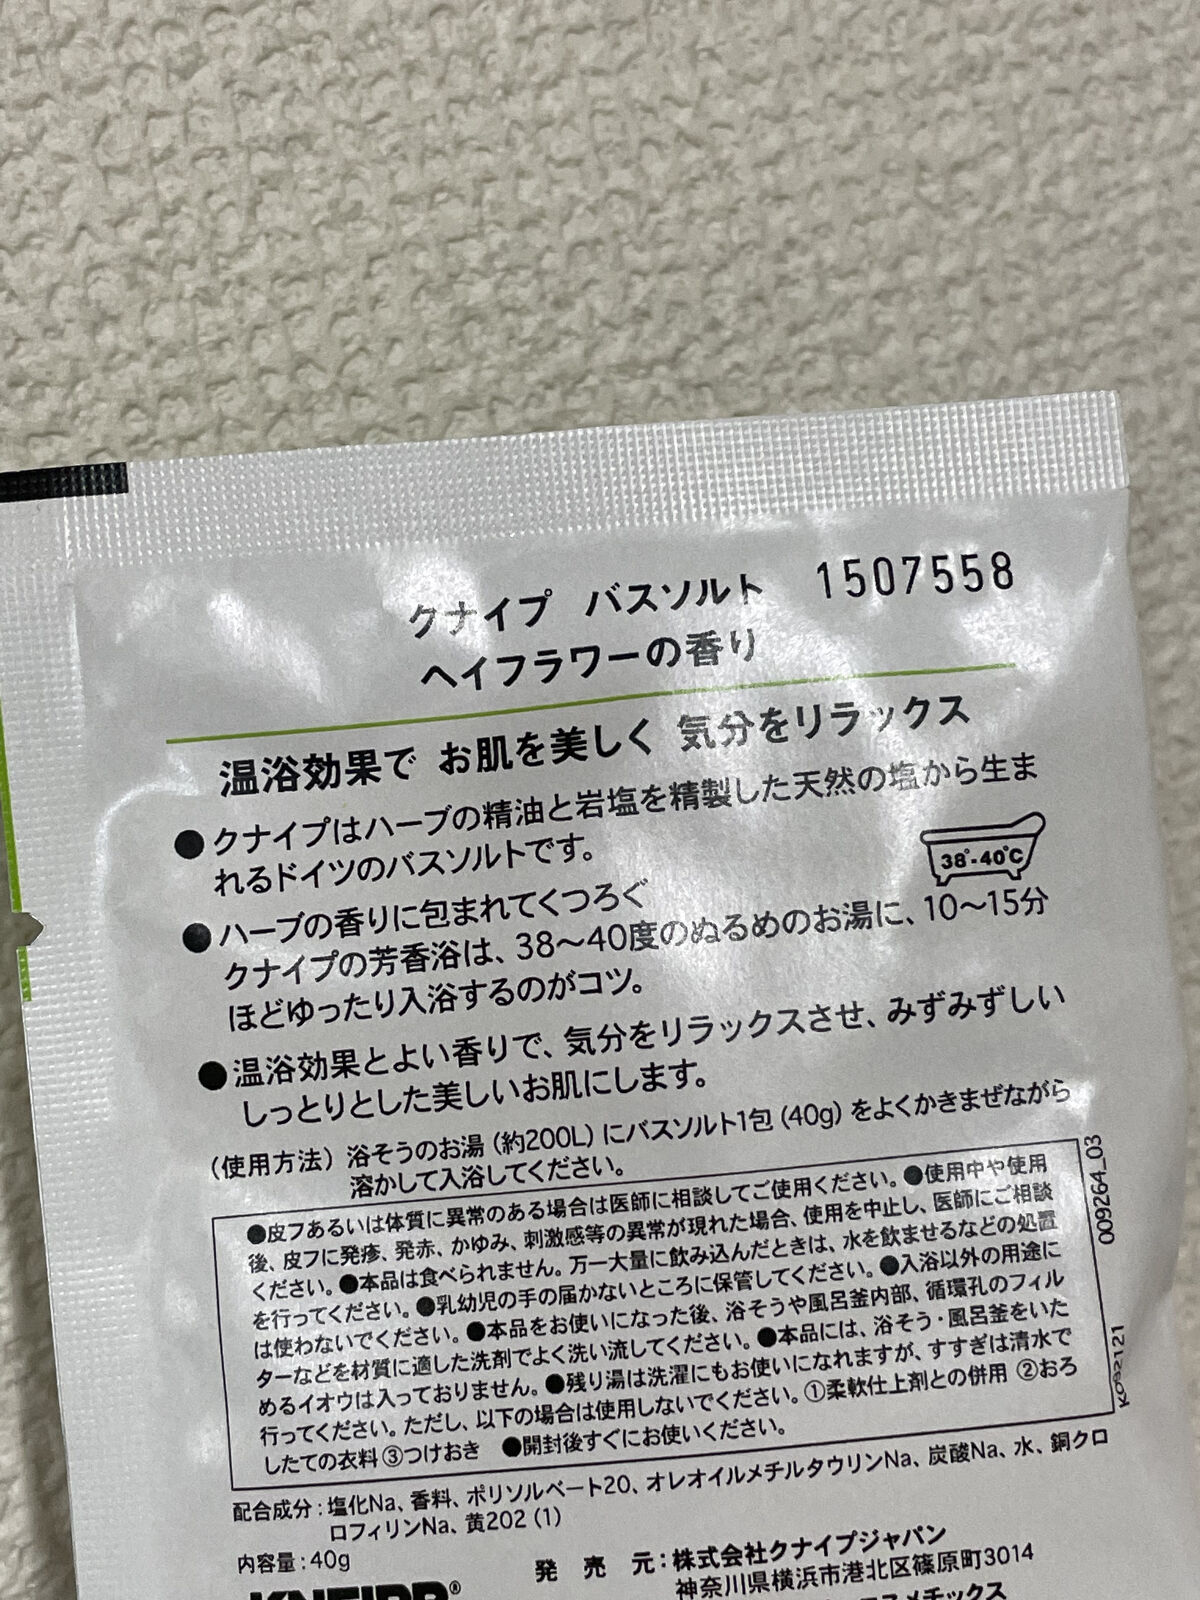 クナイプ バスソルト 1507558
ヘイフラワーの香り
温浴効果で お肌を美しく 気分をリラックス
●クナイプはハーブの精油と岩塩を精製した天然の塩から生ま
れるドイツのバスソルトです。
38°-40℃
●ハーブの香りに包まれてくつろぐ
クナイプの芳香浴は、38〜40度のぬるめのお湯に、10〜15分
ほどゆったり入浴するのがコツ。
●温浴効果とよい香りで、気分をリラックスさせ、みずみずしい
しっとりとした美しいお肌にします。
(使用方法) 浴そうのお湯(約200L)にバスソルト1包(40g)をよくかきまぜながら
溶かして入浴してください。
●皮フあるいは体質に異常のある場合は医師に相談してご使用ください。●使用中や使用
後、皮フに発疹、発赤、かゆみ、刺激感等の異常が現れた場合、使用を中止し、医師にご相談
ください。●本品は食べられません。万一大量に飲み込んだときは、水を飲ませるなどの処置
を行ってください。●乳幼児の手の届かないところに保管してください。●入浴以外の用途に
は使わないでください。●本品をお使いになった後、浴そうや風呂釜内部、循環孔のフィル
ターなどを材質に適した洗剤でよく洗い流してください。●本品には、浴そう・風呂釜をいた
めるイオウは入っておりません。●残り湯は洗濯にもお使いになれますが、すすぎは清水で
行ってください。ただし、以下の場合は使用しないでください。①柔軟仕上剤との併用 ②おろ
したての衣料 ③つけおき ●開封後すぐにお使いください。
009264_03
配合成分:塩化Na、香料、ポリソルベート20、オレオイルメチルタウリンNa、炭酸Na、水、銅クロ
ロフィリンNa、黄202(1)
内容量:40g
発 売 元:株式会社クナイプジャパン
神奈川県横浜市港北区篠原町3014
KNEIPP®